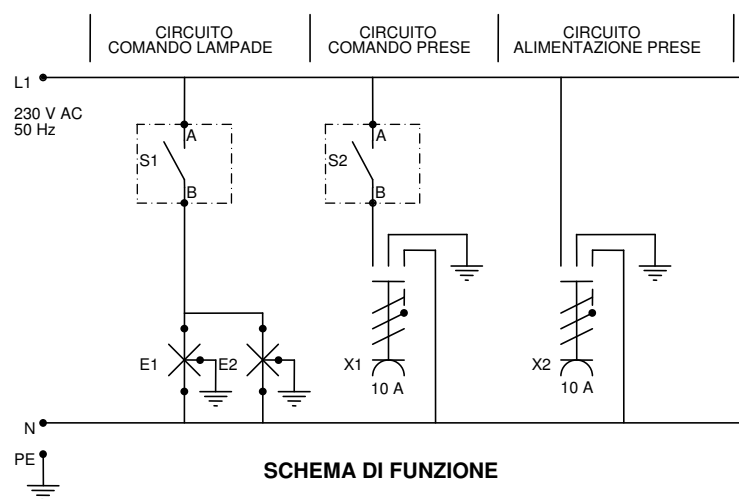 CIRCUITO
COMANDO LAMPADE
CIRCUITO
COMANDO PRESE
CIRCUITO
ALIMENTAZIONE PRESE
L1
230 V AC
50 Hz
A
S1
B
A
S2
B
E1
E2
X1
10 A
X2
10 A
N
PE
SCHEMA DI FUNZIONE